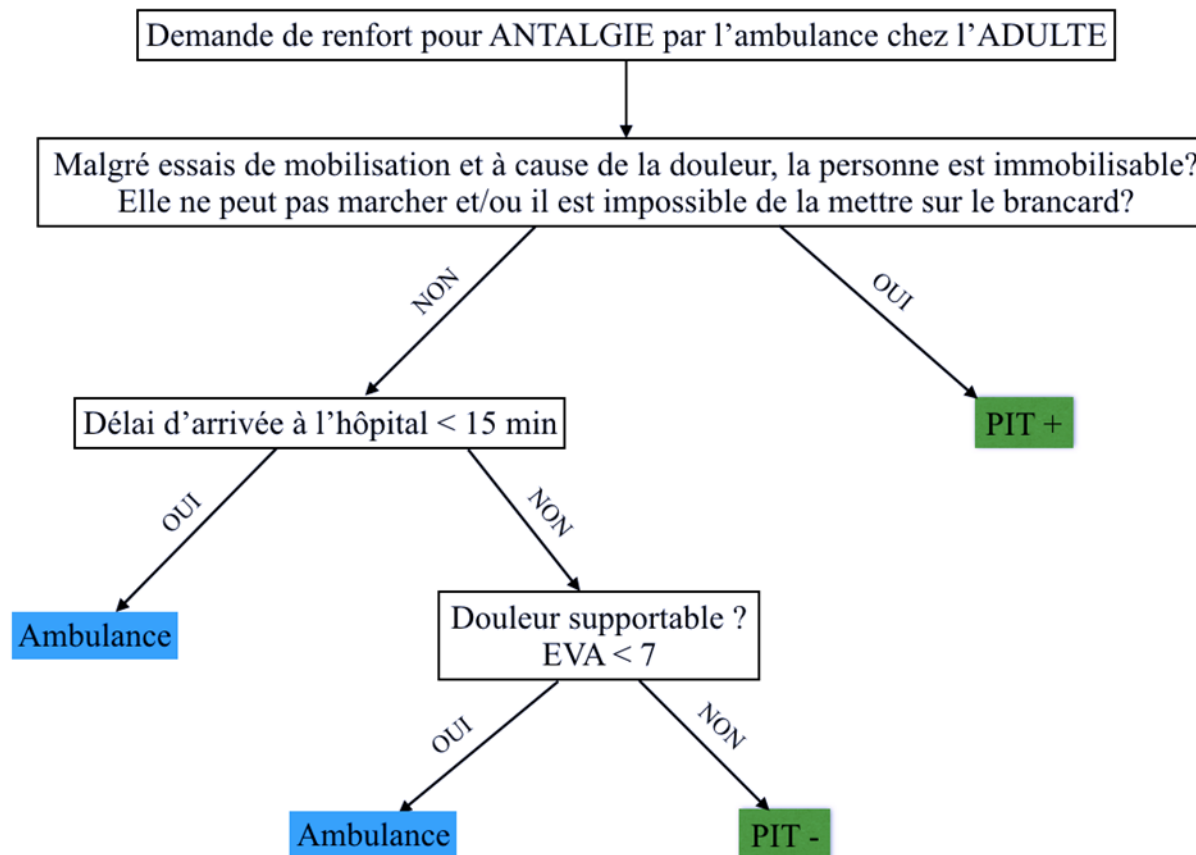 Demande de renfort pour ANTALGIE par l’ambulance chez l’ADULTE
Malgré essais de mobilisation et à cause de la douleur, la personne est immobilisable?
Elle ne peut pas marcher et/ou il est impossible de la mettre sur le brancard?
NON
OUI
Délai d’arrivée à l’hôpital < 15 min
PIT +
OUI
NON
Ambulance
Douleur supportable ?
EVA < 7
OUI
NON
Ambulance
PIT -